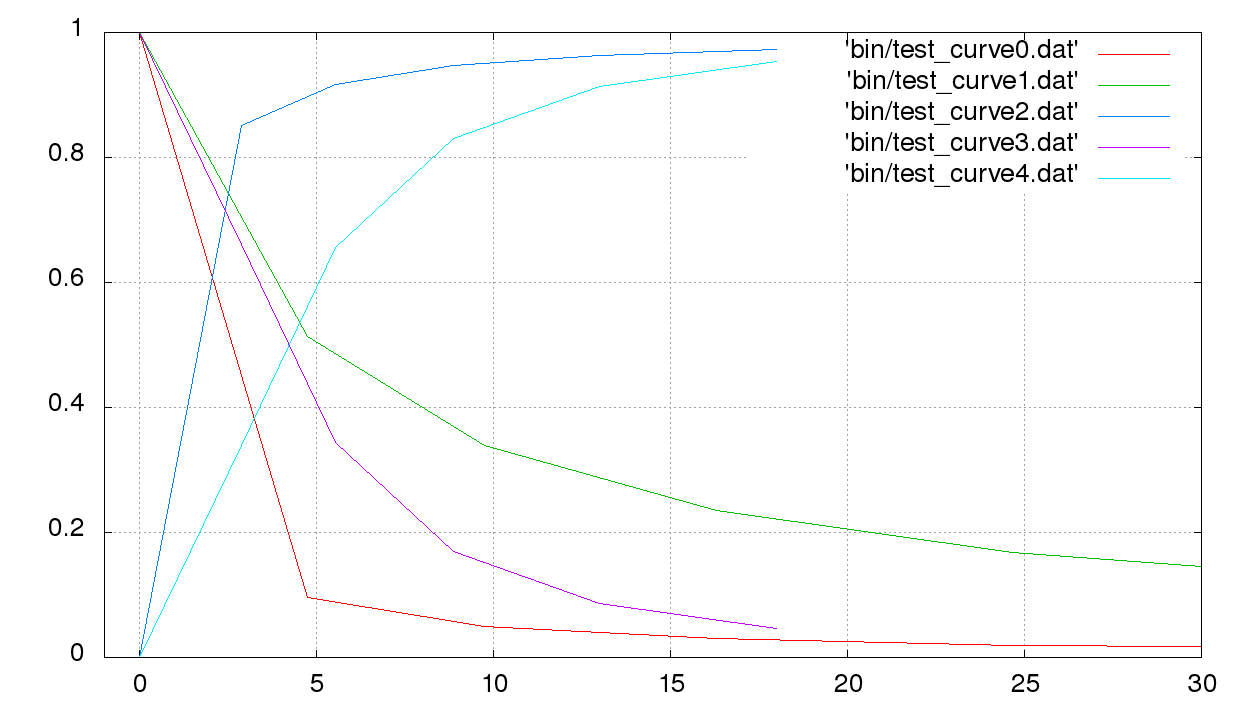 1
0.8
0.6
0.4
0.2
0
0 5 10 15 20 25 30
'bin/test_curve0.dat'
'bin/test_curve1.dat'
'bin/test_curve2.dat'
'bin/test_curve3.dat'
'bin/test_curve4.dat'